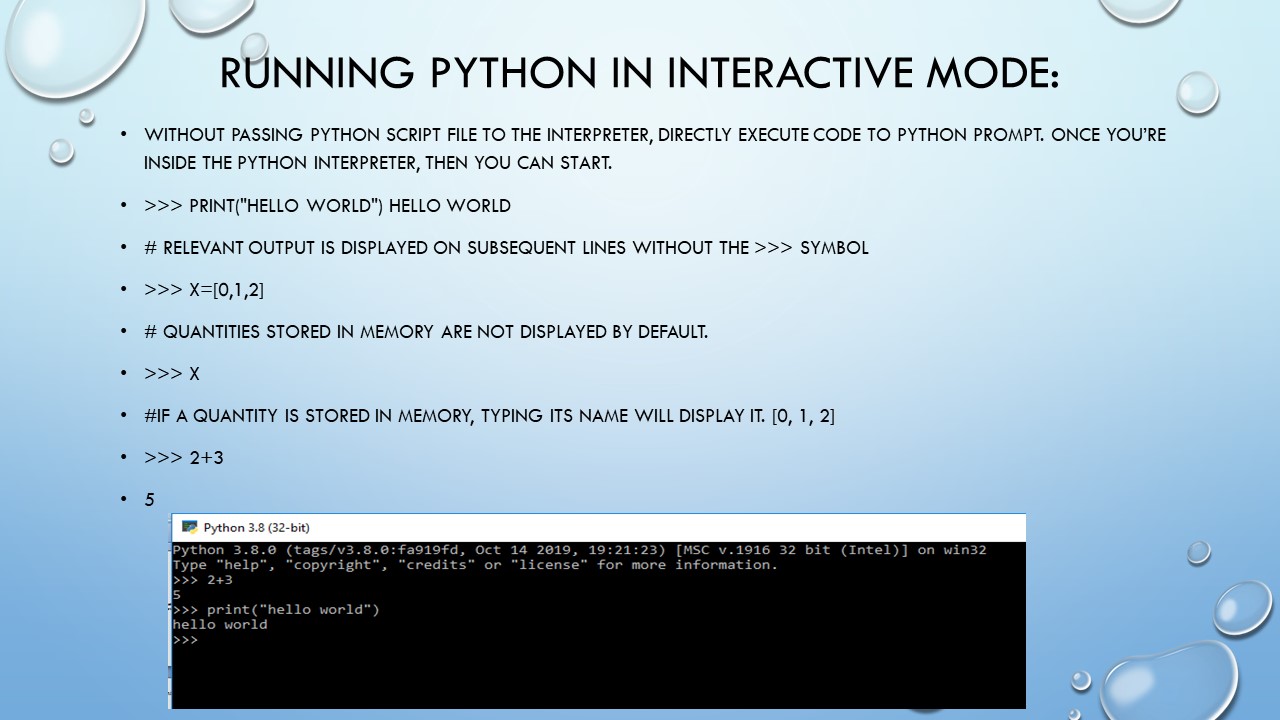 RUNNING PYTHON IN INTERACTIVE MODE:
• WITHOUT PASSING PYTHON SCRIPT FILE TO THE INTERPRETER, DIRECTLY EXECUTE CODE TO PYTHON PROMPT. ONCE YOU'RE
INSIDE THE PYTHON INTERPRETER, THEN YOU CAN START.
• >>> PRINT("HELLO WORLD") HELLO WORLD
• # RELEVANT OUTPUT IS DISPLAYED ON SUBSEQUENT LINES WITHOUT THE >>> SYMBOL
• >>> X=[0,1,2]
• # QUANTITIES STORED IN MEMORY ARE NOT DISPLAYED BY DEFAULT.
• >>> X
• #IF A QUANTITY IS STORED IN MEMORY, TYPING ITS NAME WILL DISPLAY IT. [0, 1, 2]
• >>> 2+3
• 5
Python 3.8 (32-bit)
Python 3.8.0 (tags/v3.8.0:fa919fd, Oct 14 2019, 19:21:23) [MSC v.1916 32 bit (Intel)] on win32
Type "help", "copyright", "credits" or "license" for more information.
>>> 2+3
5
>>> print("hello world")
hello world
>>>